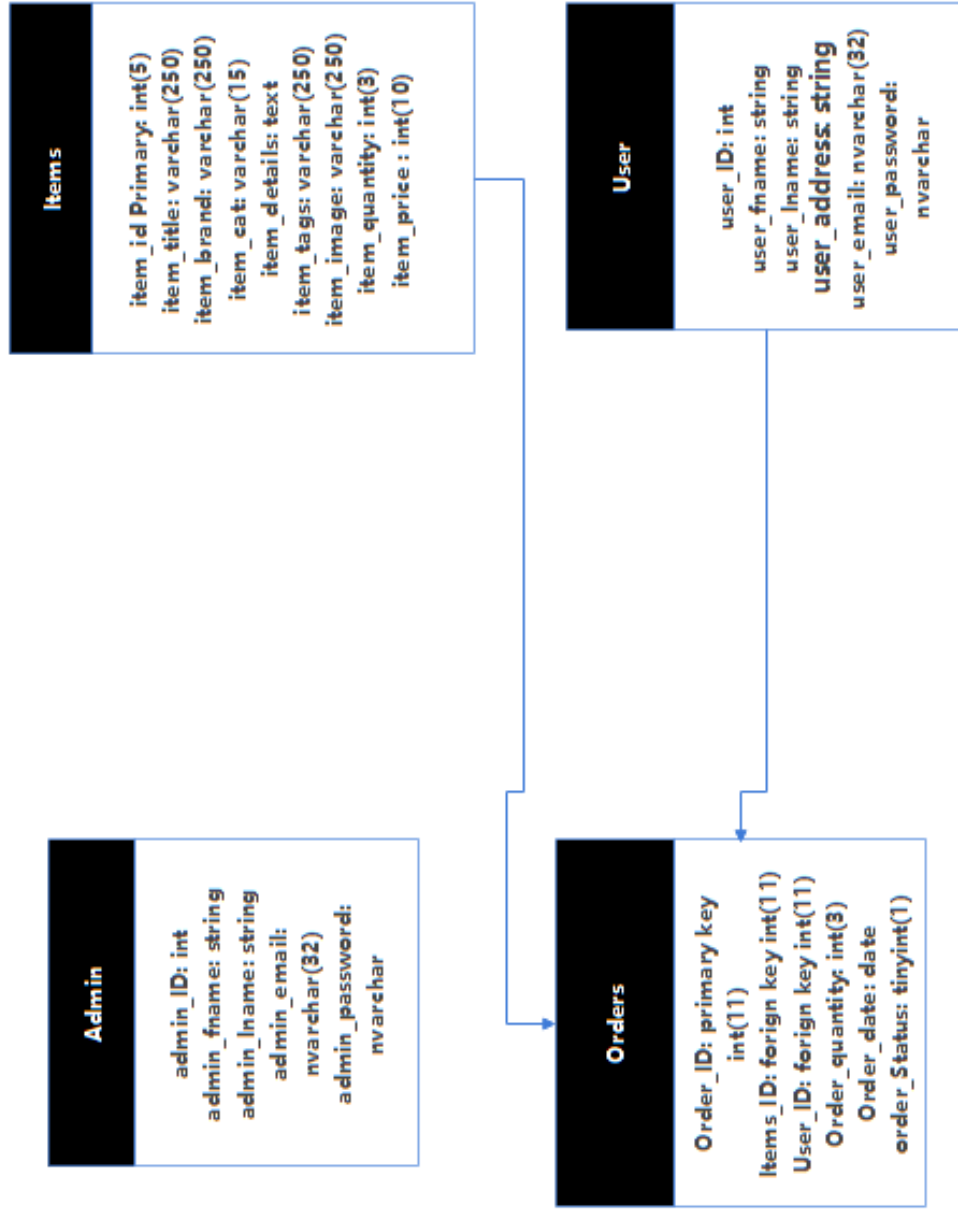 Admin
admin_ID: int
admin_fname: string
admin_lname: string
admin_email:
nvarchar(32)
admin_password:
nvarchar
Items
item_id Primary: int(5)
item_title: varchar(250)
item_brand: varchar(250)
item_cat: varchar(15)
item_details: text
item_tags: varchar(250)
item_image: varchar(250)
item_quantity: int(3)
item_price : int(10)
Orders
Order_ID: primary key
int(11)
Items_ID: forign key int(11)
User_ID: forign key int(11)
Order_quantity: int(3)
Order_date: date
order_Status: tinyint(1)
User
user_ID: int
user_fname: string
user_lname: string
user_address: string
user_email: nvarchar(32)
user_password:
nvarchar